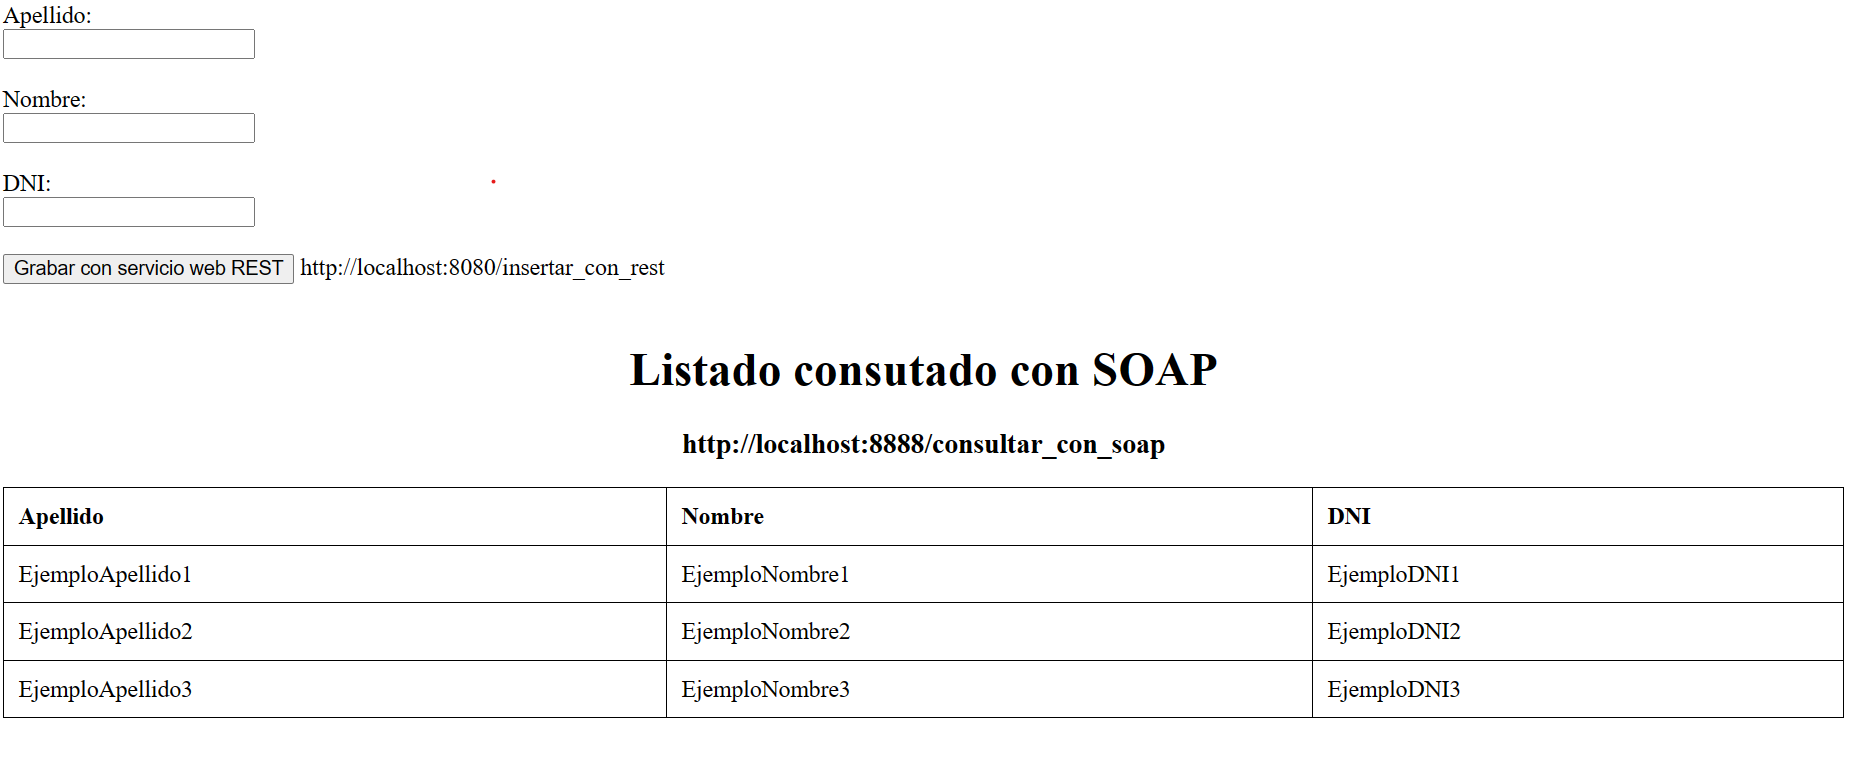 Apellido:
Nombre:
DNI:
Grabar con servicio web REST http://localhost:8080/insertar_con_rest
Listado consutado con SOAP
http://localhost:8888/consultar_con_soap
Apellido Nombre DNI
EjemploApellido1 EjemploNombre1 EjemploDNI1
EjemploApellido2 EjemploNombre2 EjemploDNI2
EjemploApellido3 EjemploNombre3 EjemploDNI3